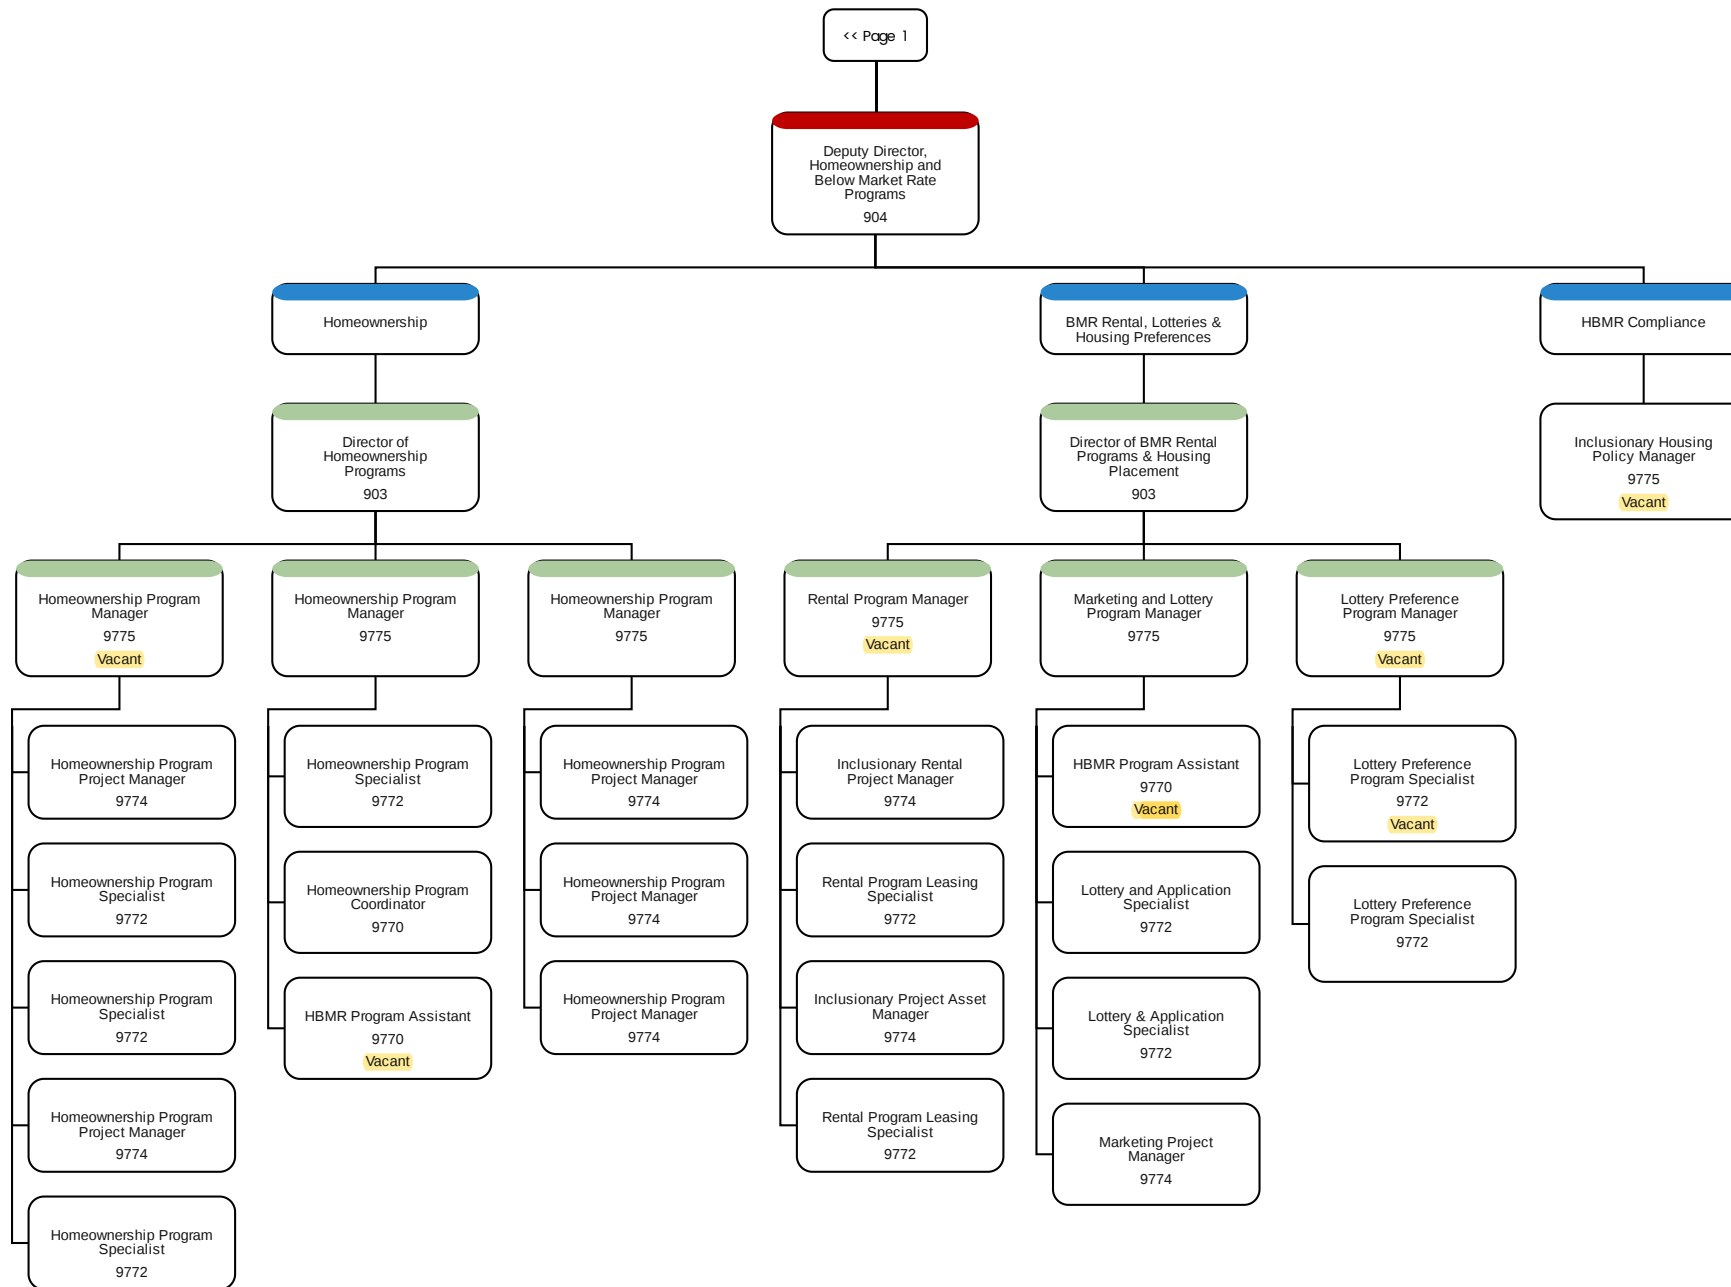 << Page 1
Deputy Director,
Homeownership and
Below Market Rate
Programs
904
Homeownership
BMR Rental, Lotteries &
Housing Preferences
HBMR Compliance
Director of
Homeownership
Programs
903
Director of BMR Rental
Programs & Housing
Placement
903
Inclusionary Housing
Policy Manager
9775
Vacant
Homeownership Program
Manager
9775
Vacant
Homeownership Program
Manager
9775
Homeownership Program
Manager
9775
Rental Program Manager
9775
Vacant
Marketing and Lottery
Program Manager
9775
Lottery Preference
Program Manager
9775
Vacant
Homeownership Program
Project Manager
9774
Homeownership Program
Specialist
9772
Homeownership Program
Specialist
9772
Homeownership Program
Project Manager
9774
Homeownership Program
Specialist
9772
Homeownership Program
Specialist
9772
Homeownership Program
Coordinator
9770
HBMR Program Assistant
9770
Vacant
Homeownership Program
Project Manager
9774
Homeownership Program
Project Manager
9774
Homeownership Program
Project Manager
9774
Inclusionary Rental
Project Manager
9774
Rental Program Leasing
Specialist
9772
Inclusionary Project Asset
Manager
9774
Rental Program Leasing
Specialist
9772
HBMR Program Assistant
9770
Vacant
Lottery and Application
Specialist
9772
Lottery & Application
Specialist
9772
Marketing Project
Manager
9774
Lottery Preference
Program Specialist
9772
Vacant
Lottery Preference
Program Specialist
9772